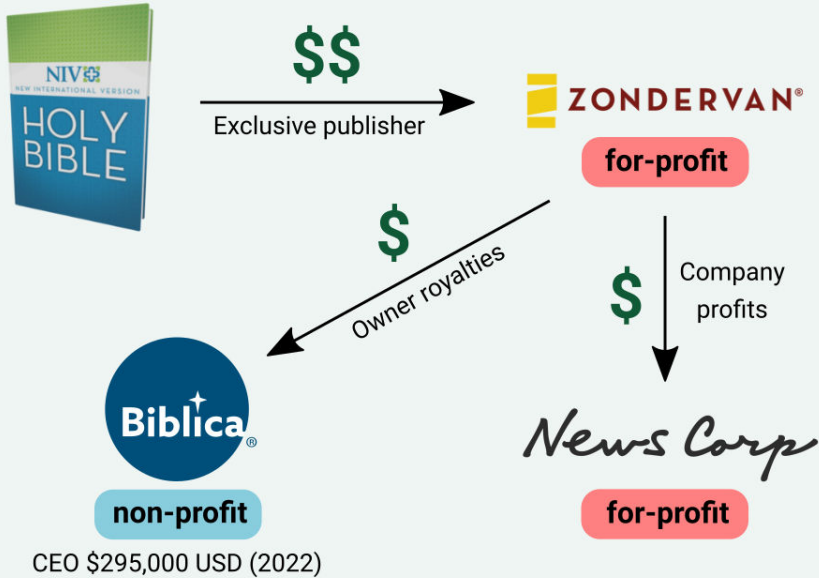 NIV
NEW INTERNATIONAL VERSION
HOLY
BIBLE
$$
Exclusive publisher
ZONDERVAN®
for-profit
$
Owner royalties
$
Company
profits
Biblica®
non-profit
CEO $295,000 USD (2022)
News Corp
for-profit